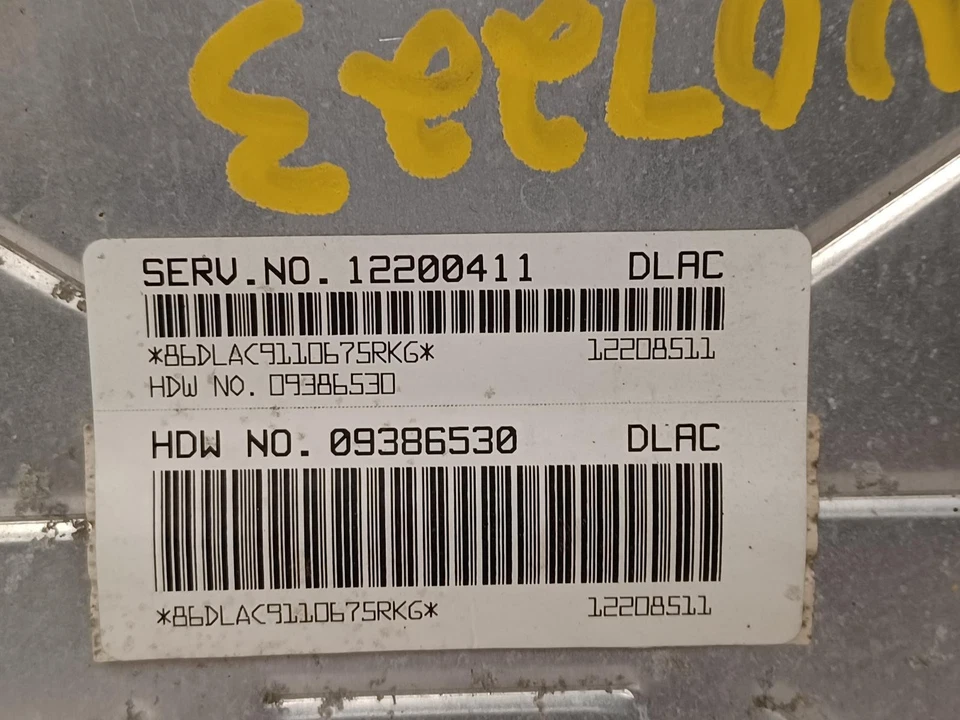 SERV.NO. 12200411 DLAC
*86DLAC9110675RKG* 12208511
HDW NO. 09386530
HDW NO. 09386530 DLAC
*86DLAC9110675RKG* 12208511